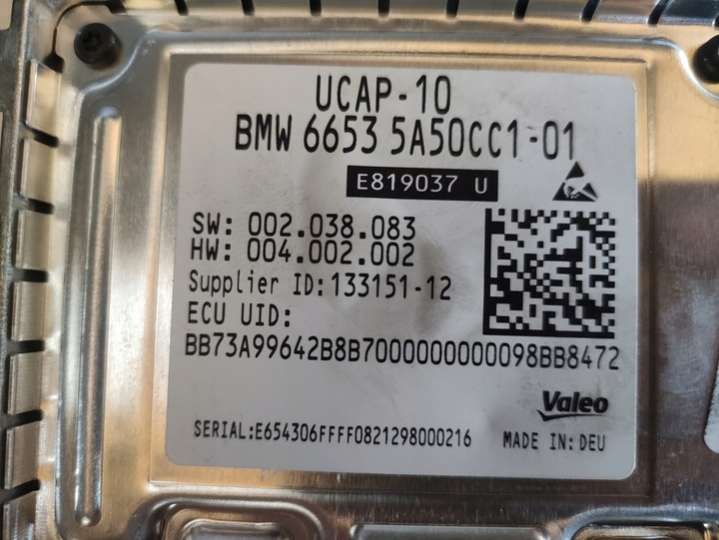 UCAP-10
BMW 6653 5A50CC1-01
E819037 U
SW: 002.038.083
HW: 004.002.002
Supplier ID:133151-12
ECU UID:
BB73A99642B8B7000000000098BB8472
Valeo
SERIAL:E654306FFFF0821298000216 MADE IN: DEU